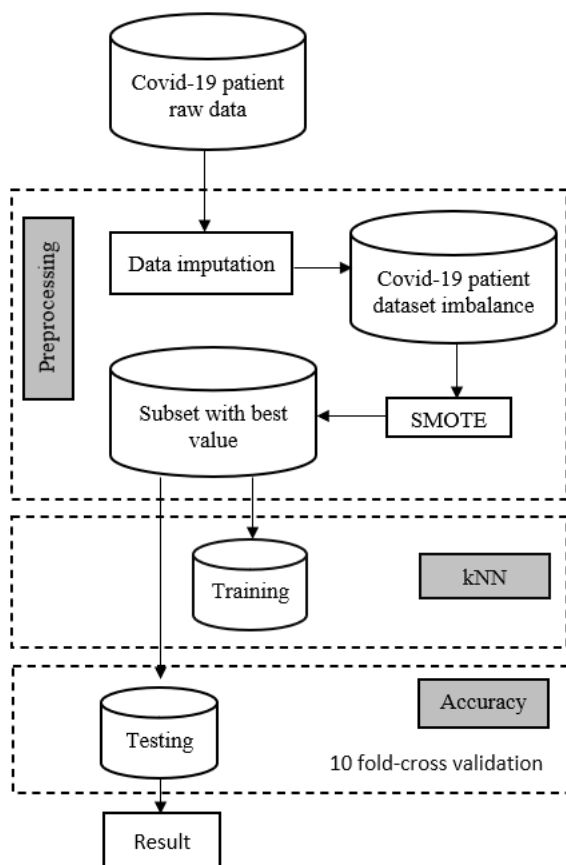 Covid-19 patient
raw data
Preprocessing
Data imputation
Covid-19 patient
dataset imbalance
Subset with best
value
SMOTE
Training
kNN
Testing
Accuracy
10 fold-cross validation
Result